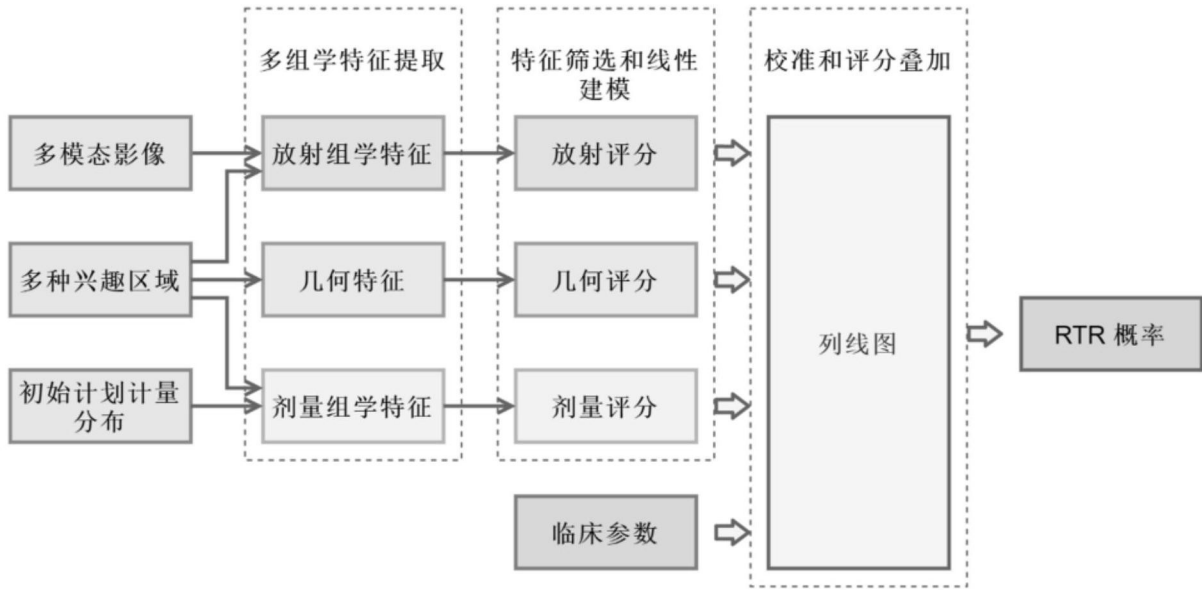 多组学特征提取
特征筛选和线性
建模
校准和评分叠加
多模态影像
放射组学特征
放射评分
多种兴趣区域
几何特征
几何评分
列线图
RTR 概率
初始计划计量
分布
剂量组学特征
剂量评分
临床参数